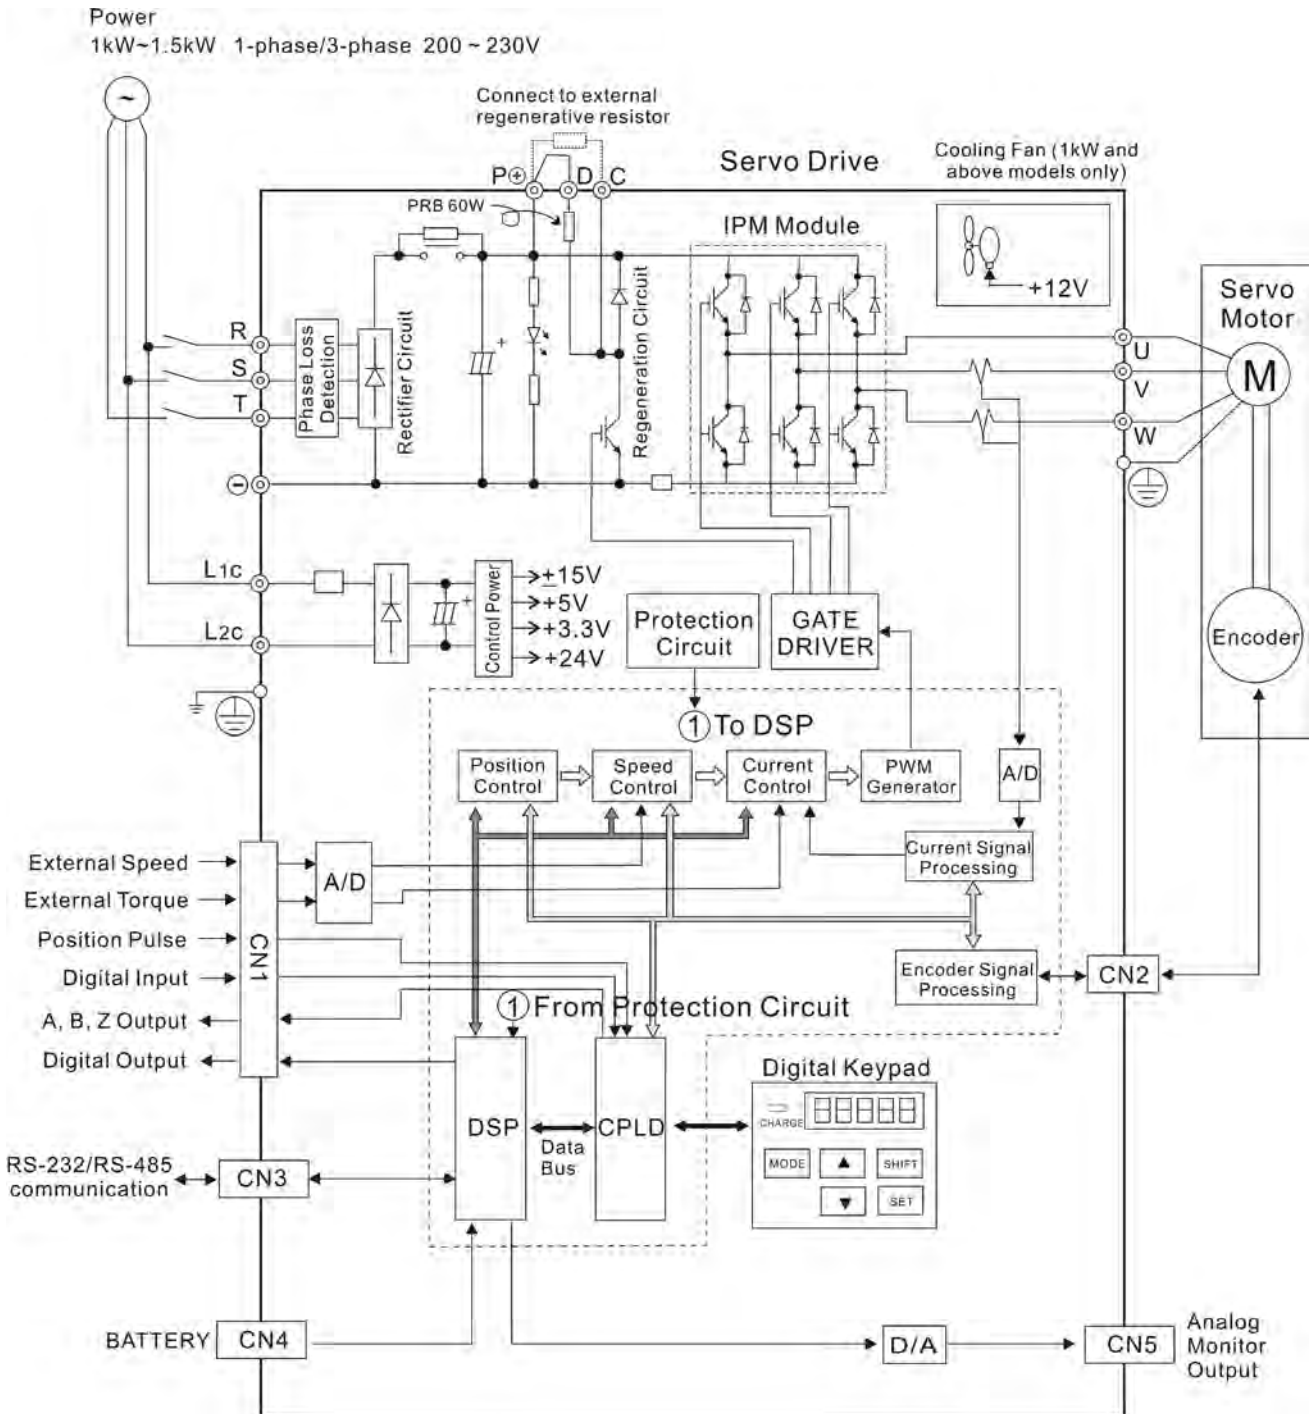 Power
1kW~1.5kW 1-phase/3-phase 200 ~ 230V
~
Connect to external
regenerative resistor
Servo Drive
Cooling Fan (1kW and
above models only)
P⊕
D
C
PRB 60W
IPM Module
+12V
Servo
Motor
R
S
T
Phase Loss
Detection
Rectifier Circuit
+
Regeneration Circuit
U
V
W
M
⊖
L1c
L2c
+
Control Power
±15V
+5V
+3.3V
+24V
Protection
Circuit
GATE
DRIVER
Encoder
① To DSP
Position
Control
Speed
Control
Current
Control
PWM
Generator
A/D
Current Signal
Processing
External Speed
External Torque
Position Pulse
Digital Input
A, B, Z Output
Digital Output
CN1
A/D
Encoder Signal
Processing
CN2
① From Protection Circuit
DSP
Data
Bus
CPLD
Digital Keypad
CHARGE
88888
MODE
▲
SHIFT
▼
SET
RS-232/RS-485
communication
CN3
BATTERY
CN4
D/A
CN5
Analog
Monitor
Output